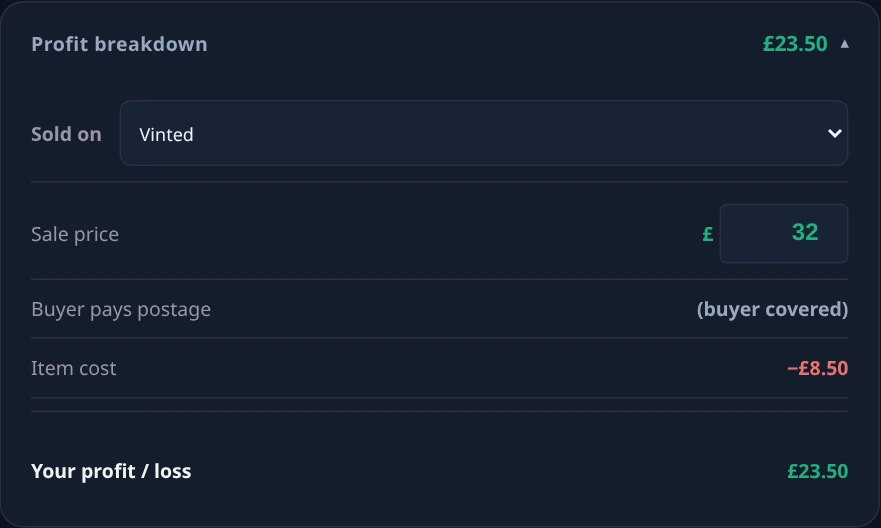 Profit breakdown £23.50 ▲
Sold on Vinted
Sale price £ 32
Buyer pays postage (buyer covered)
Item cost −£8.50
Your profit / loss £23.50